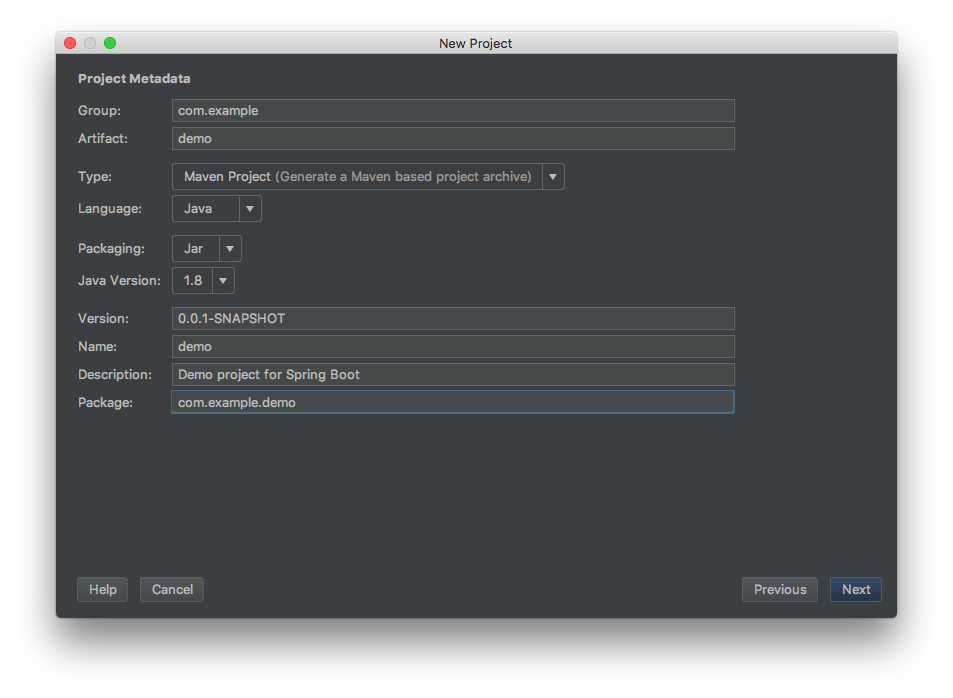 New Project
Project Metadata
Group: com.example
Artifact: demo
Type: Maven Project (Generate a Maven based project archive)
Language: Java
Packaging: Jar
Java Version: 1.8
Version: 0.0.1-SNAPSHOT
Name: demo
Description: Demo project for Spring Boot
Package: com.example.demo
Help Cancel Previous Next